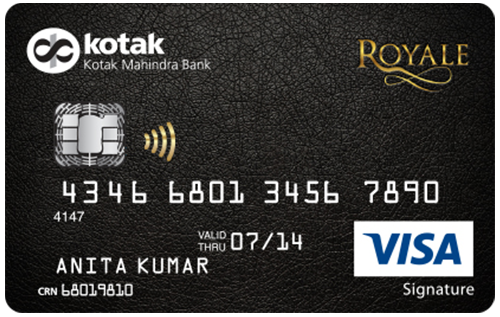 kotak
Kotak Mahindra Bank
ROYALE
4346 6801 3456 7890
4147
VALID
THRU 07/14
ANITA KUMAR
CRN 68019810
VISA
Signature